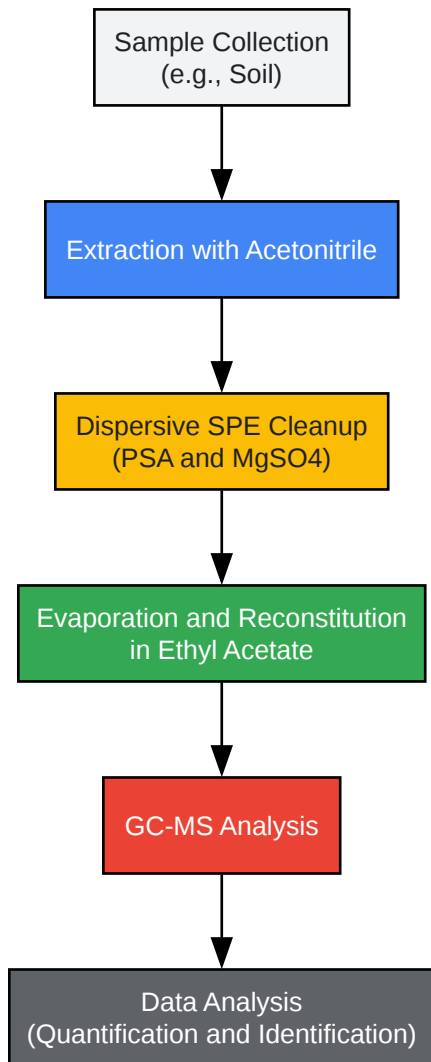 Sample Collection
(e.g., Soil)
Extraction with Acetonitrile
Dispersive SPE Cleanup
(PSA and MgSO4)
Evaporation and Reconstitution
in Ethyl Acetate
GC-MS Analysis
Data Analysis
(Quantification and Identification)